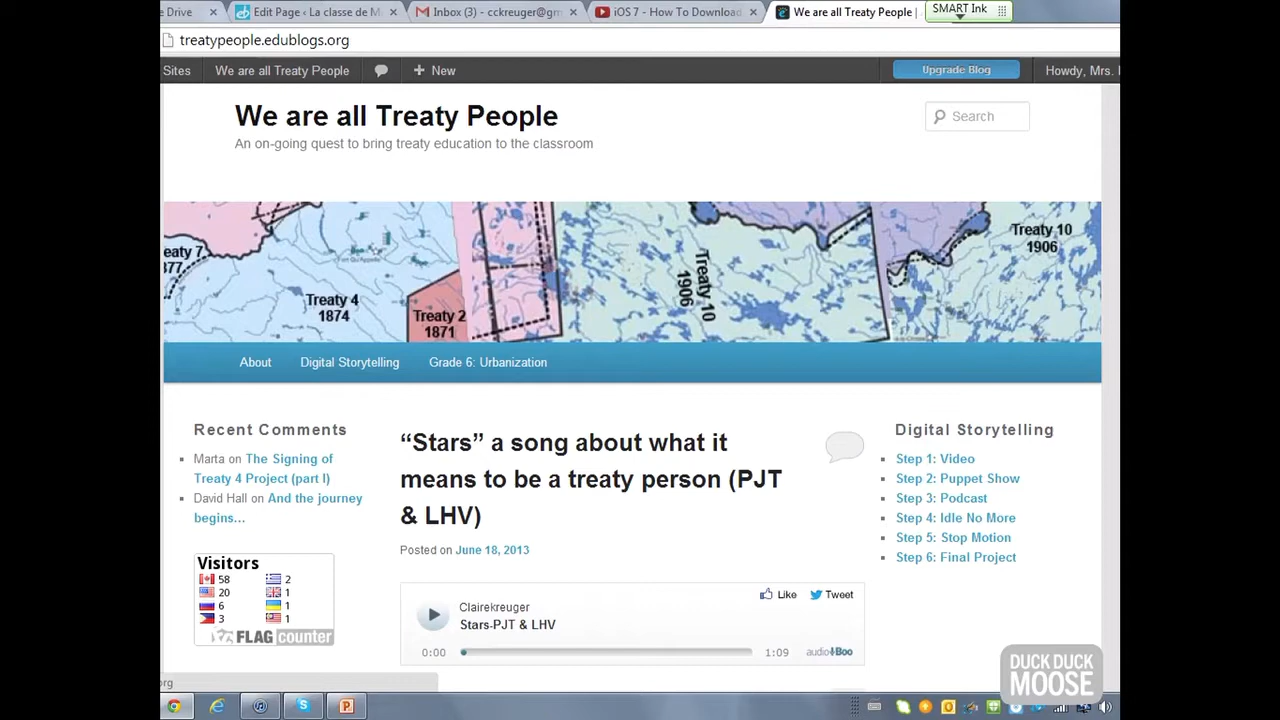 e Drive
Edit Page ‹ La classe de M
Inbox (3) - cckreuger@gm
iOS 7 - How To Download
We are all Treaty People |
SMART Ink
treatypeople.edublogs.org
Sites
We are all Treaty People
New
Upgrade Blog
Howdy, Mrs.
We are all Treaty People
Search
An on-going quest to bring treaty education to the classroom
eaty 7
877
Treaty 4
1874
Treaty 2
1871
Treaty 10
1906
Treaty 10
1906
About
Digital Storytelling
Grade 6: Urbanization
Recent Comments
Marta on The Signing of
Treaty 4 Project (part I)
David Hall on And the journey
begins…
Visitors
58 2
20 1
6 1
3 1
FLAG counter
“Stars” a song about what it
means to be a treaty person (PJT
& LHV)
Posted on June 18, 2013
Like
Tweet
Clairekreuger
Stars-PJT & LHV
0:00
1:09
audioBoo
Digital Storytelling
Step 1: Video
Step 2: Puppet Show
Step 3: Podcast
Step 4: Idle No More
Step 5: Stop Motion
Step 6: Final Project
org
DUCK DUCK
MOOSE